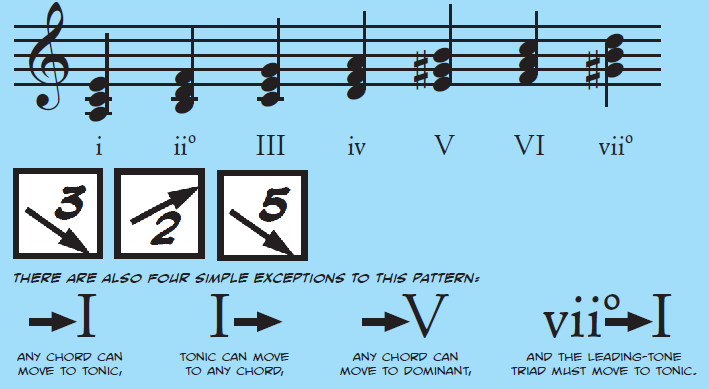 i ii° III iv V VI vii°
3 2 5
THERE ARE ALSO FOUR SIMPLE EXCEPTIONS TO THIS PATTERN:
I I V vii° I
ANY CHORD CAN
MOVE TO TONIC,
TONIC CAN MOVE
TO ANY CHORD,
ANY CHORD CAN
MOVE TO DOMINANT,
AND THE LEADING-TONE
TRIAD MUST MOVE TO TONIC.